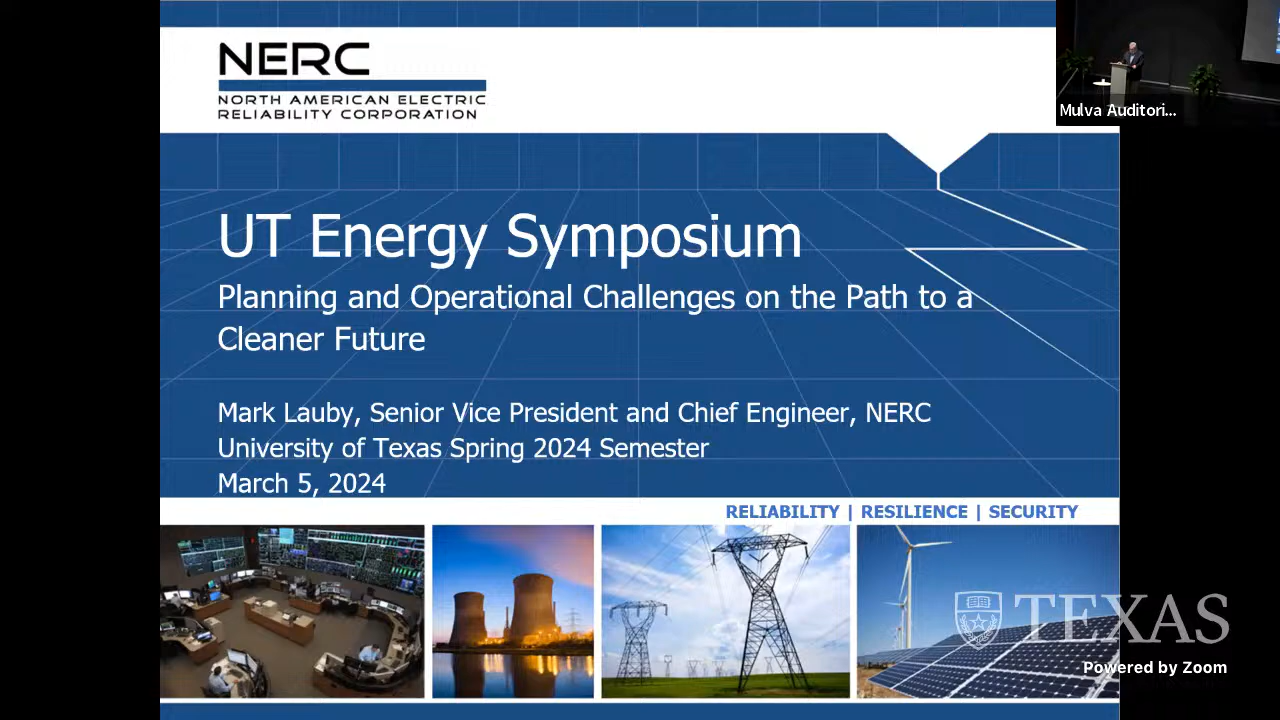 NERC
NORTH AMERICAN ELECTRIC
RELIABILITY CORPORATION
Mulva Auditori...
UT Energy Symposium
Planning and Operational Challenges on the Path to a
Cleaner Future
Mark Lauby, Senior Vice President and Chief Engineer, NERC
University of Texas Spring 2024 Semester
March 5, 2024
RELIABILITY | RESILIENCE | SECURITY
TEXAS
Powered by Zoom